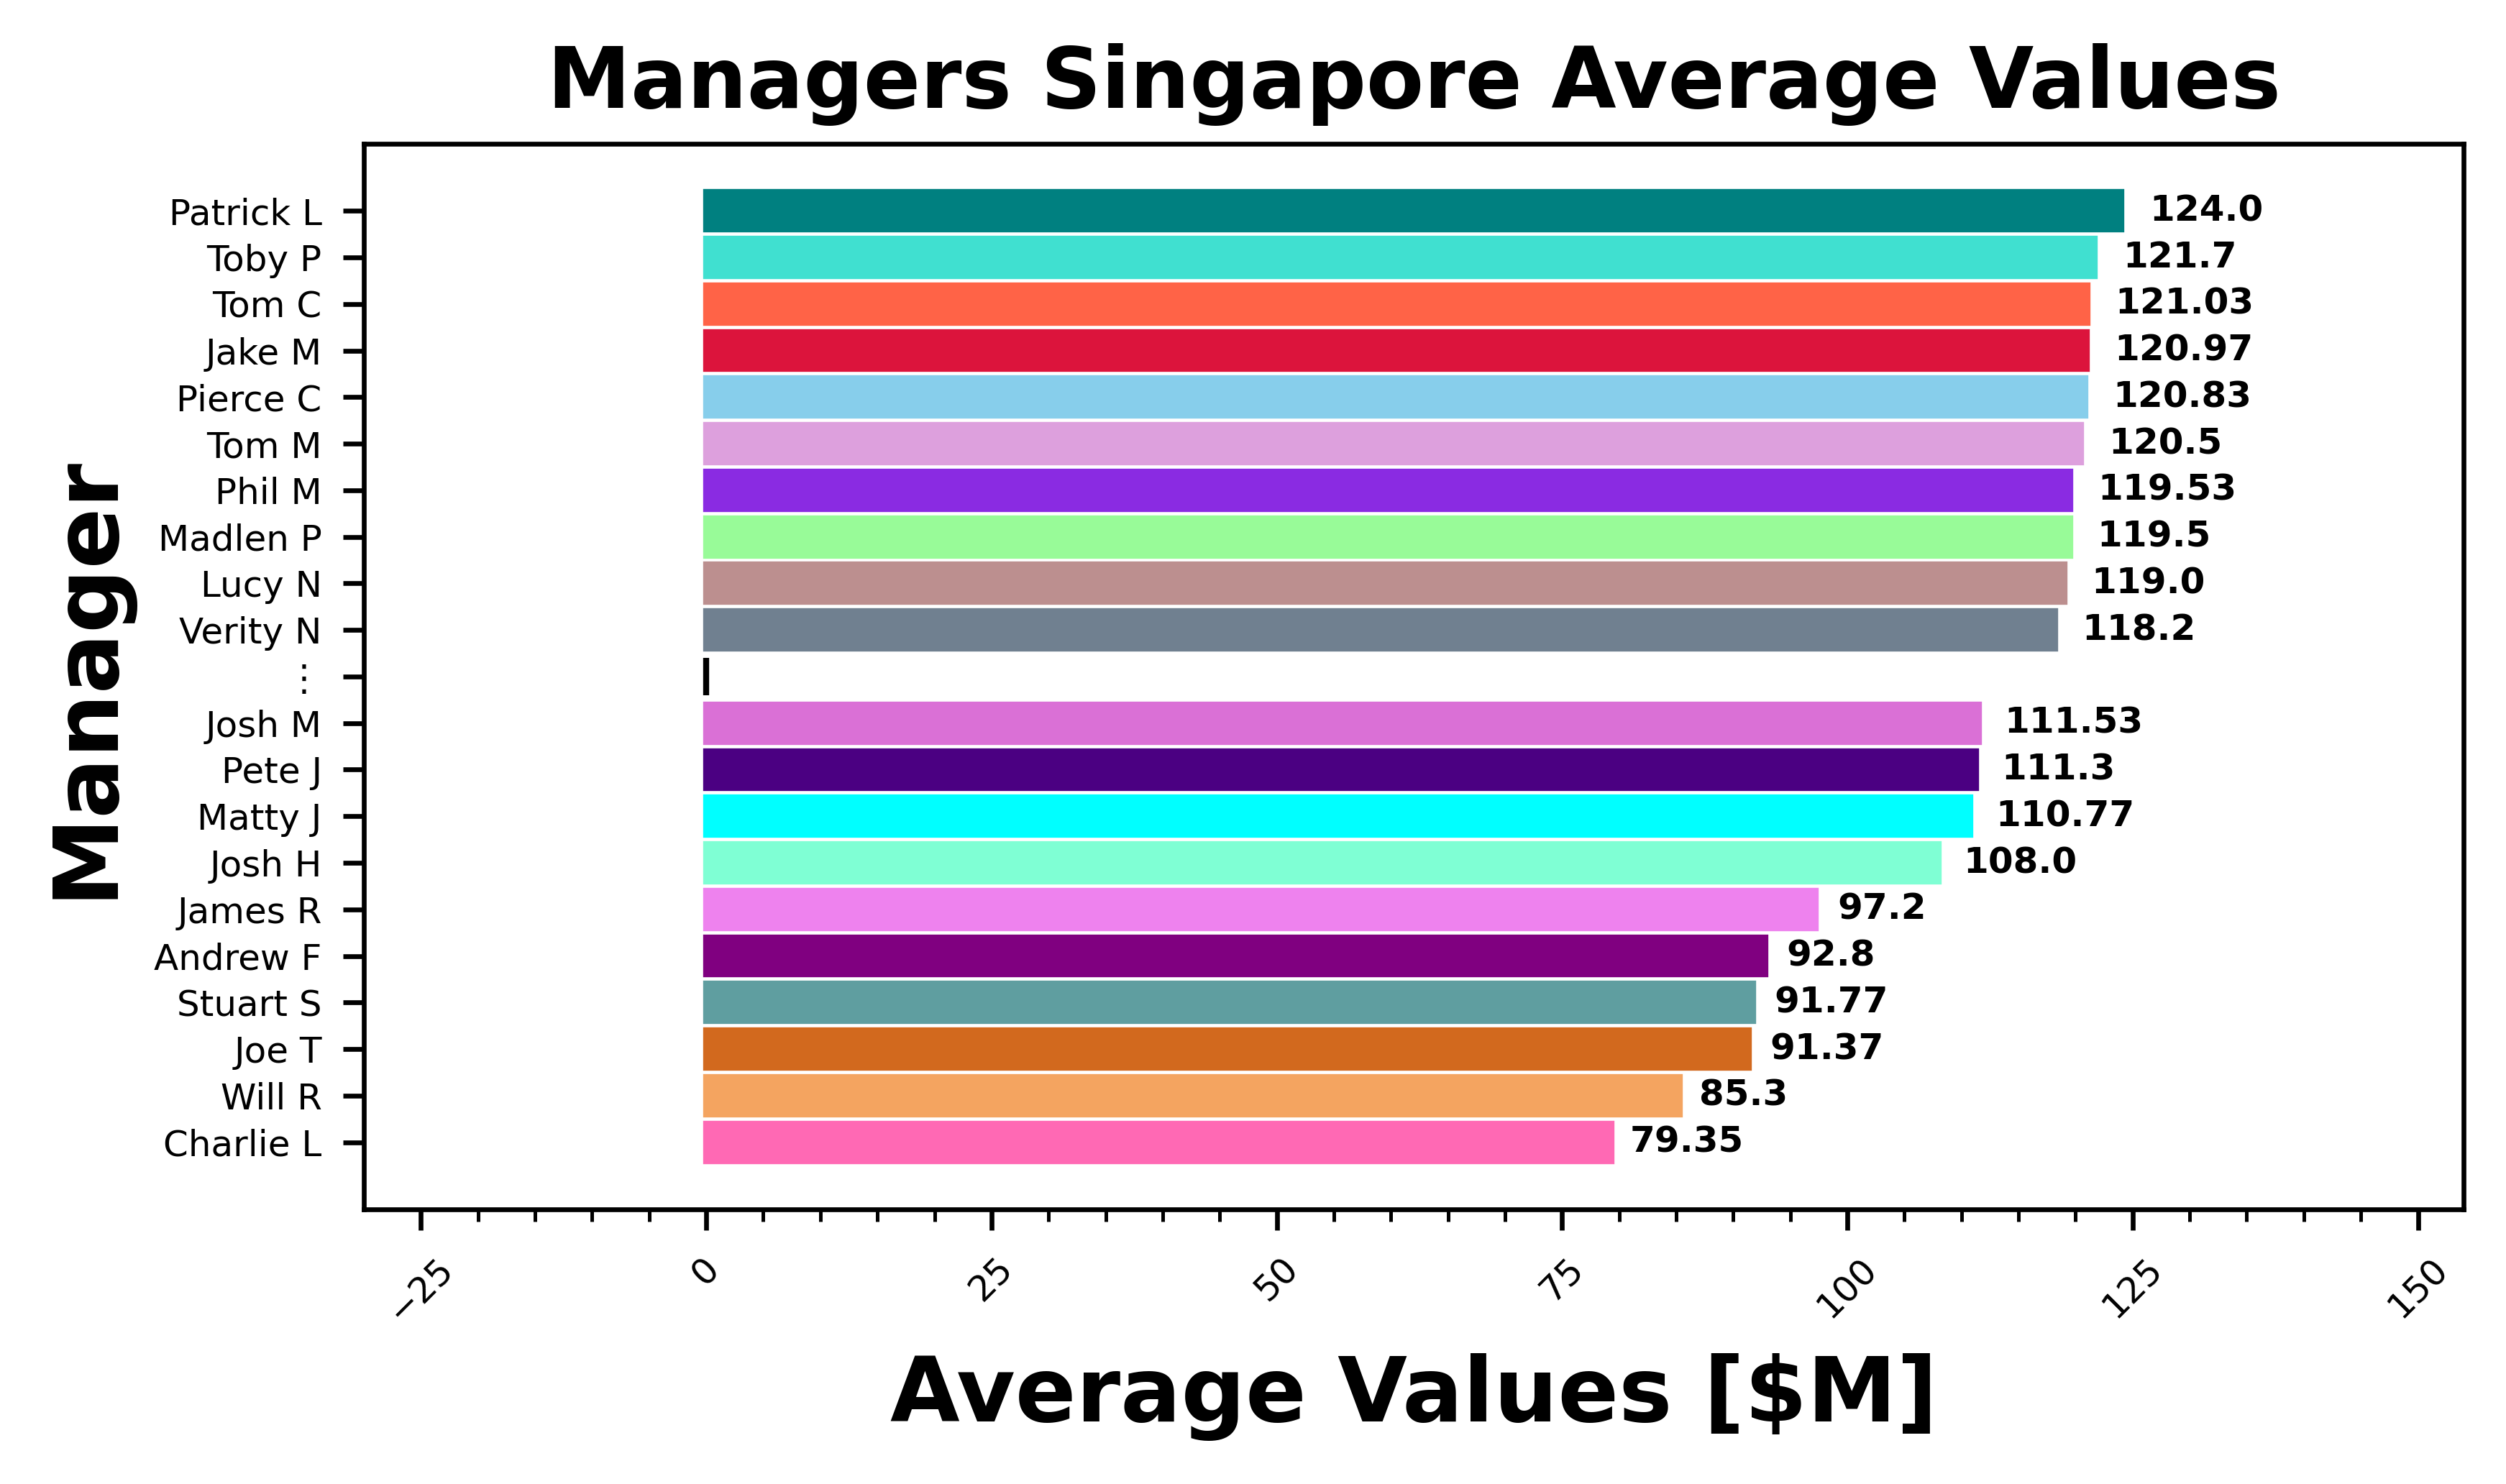 Managers Singapore Average Values
Manager
Patrick L 124.0
Toby P 121.7
Tom C 121.03
Jake M 120.97
Pierce C 120.83
Tom M 120.5
Phil M 119.53
Madlen P 119.5
Lucy N 119.0
Verity N 118.2
⋮
Josh M 111.53
Pete J 111.3
Matty J 110.77
Josh H 108.0
James R 97.2
Andrew F 92.8
Stuart S 91.77
Joe T 91.37
Will R 85.3
Charlie L 79.35
−25 0 25 50 75 100 125 150
Average Values [$M]